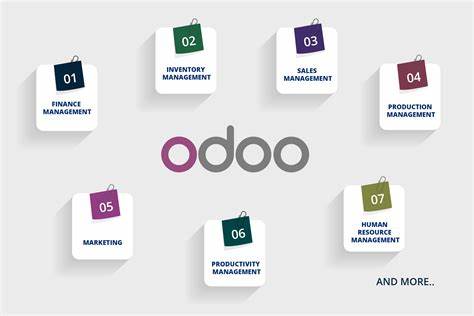 01
FINANCE
MANAGEMENT
02
INVENTORY
MANAGEMENT
03
SALES
MANAGEMENT
04
PRODUCTION
MANAGEMENT
odoo
05
MARKETING
06
PRODUCTIVITY
MANAGEMENT
07
HUMAN
RESOURCE
MANAGEMENT
AND MORE..